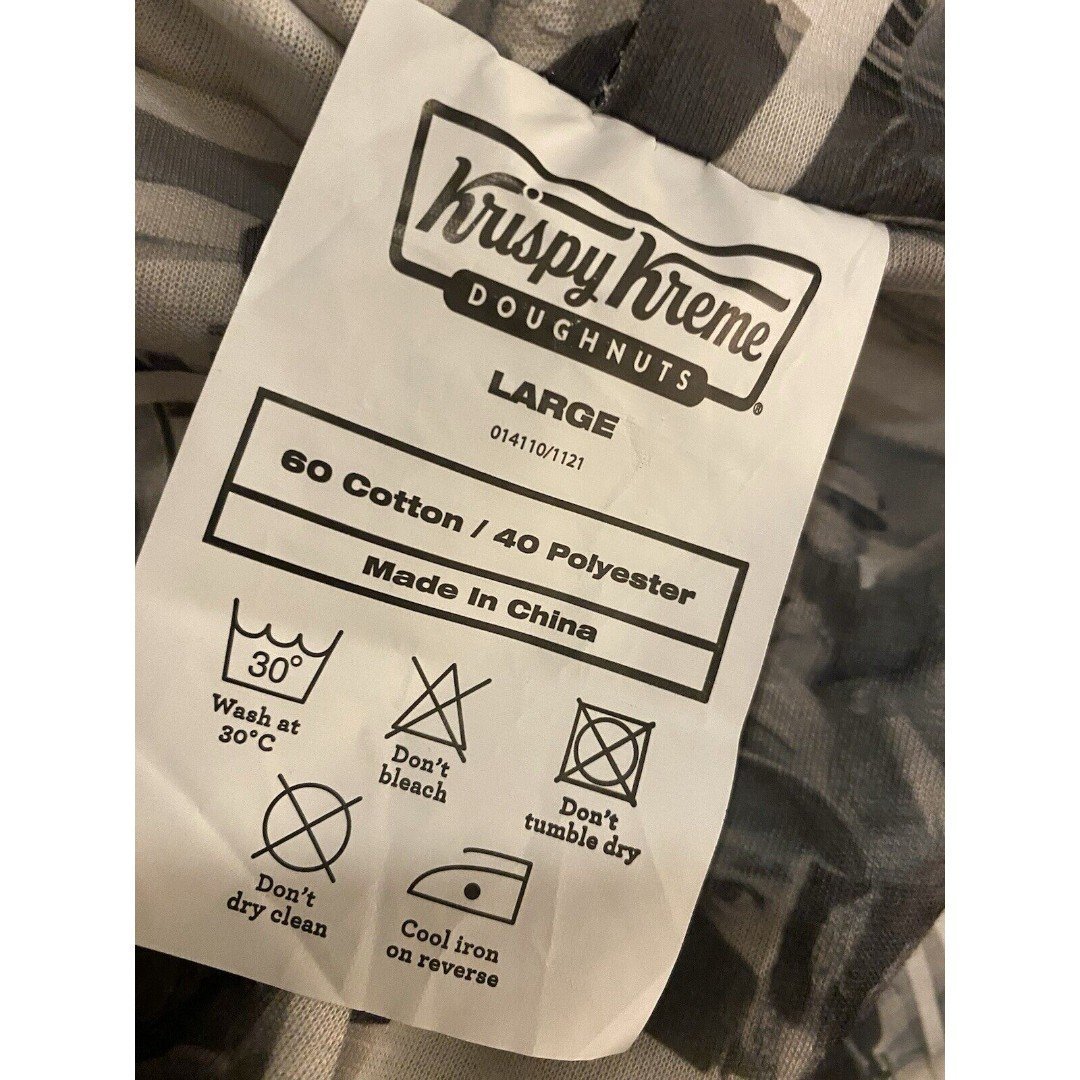 Krispy Kreme
DOUGHNUTS
®
LARGE
014110/1121
60 Cotton / 40 Polyester
Made In China
30°
Wash at
30°C
Don't
bleach
Don't
tumble dry
Don't
dry clean
Cool iron
on reverse